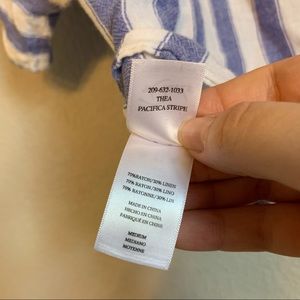 209-632-1033
THEA
PACIFICA STRIPE
70%RAYON/30% LINEN
70% RAYON/30% LINO
70% RAYONNE/30% LIN
MADE IN CHINA
HECHO EN CHINA
FABRIQUÉ EN CHINE
MEDIUM
MEDIANO
MOYENNE